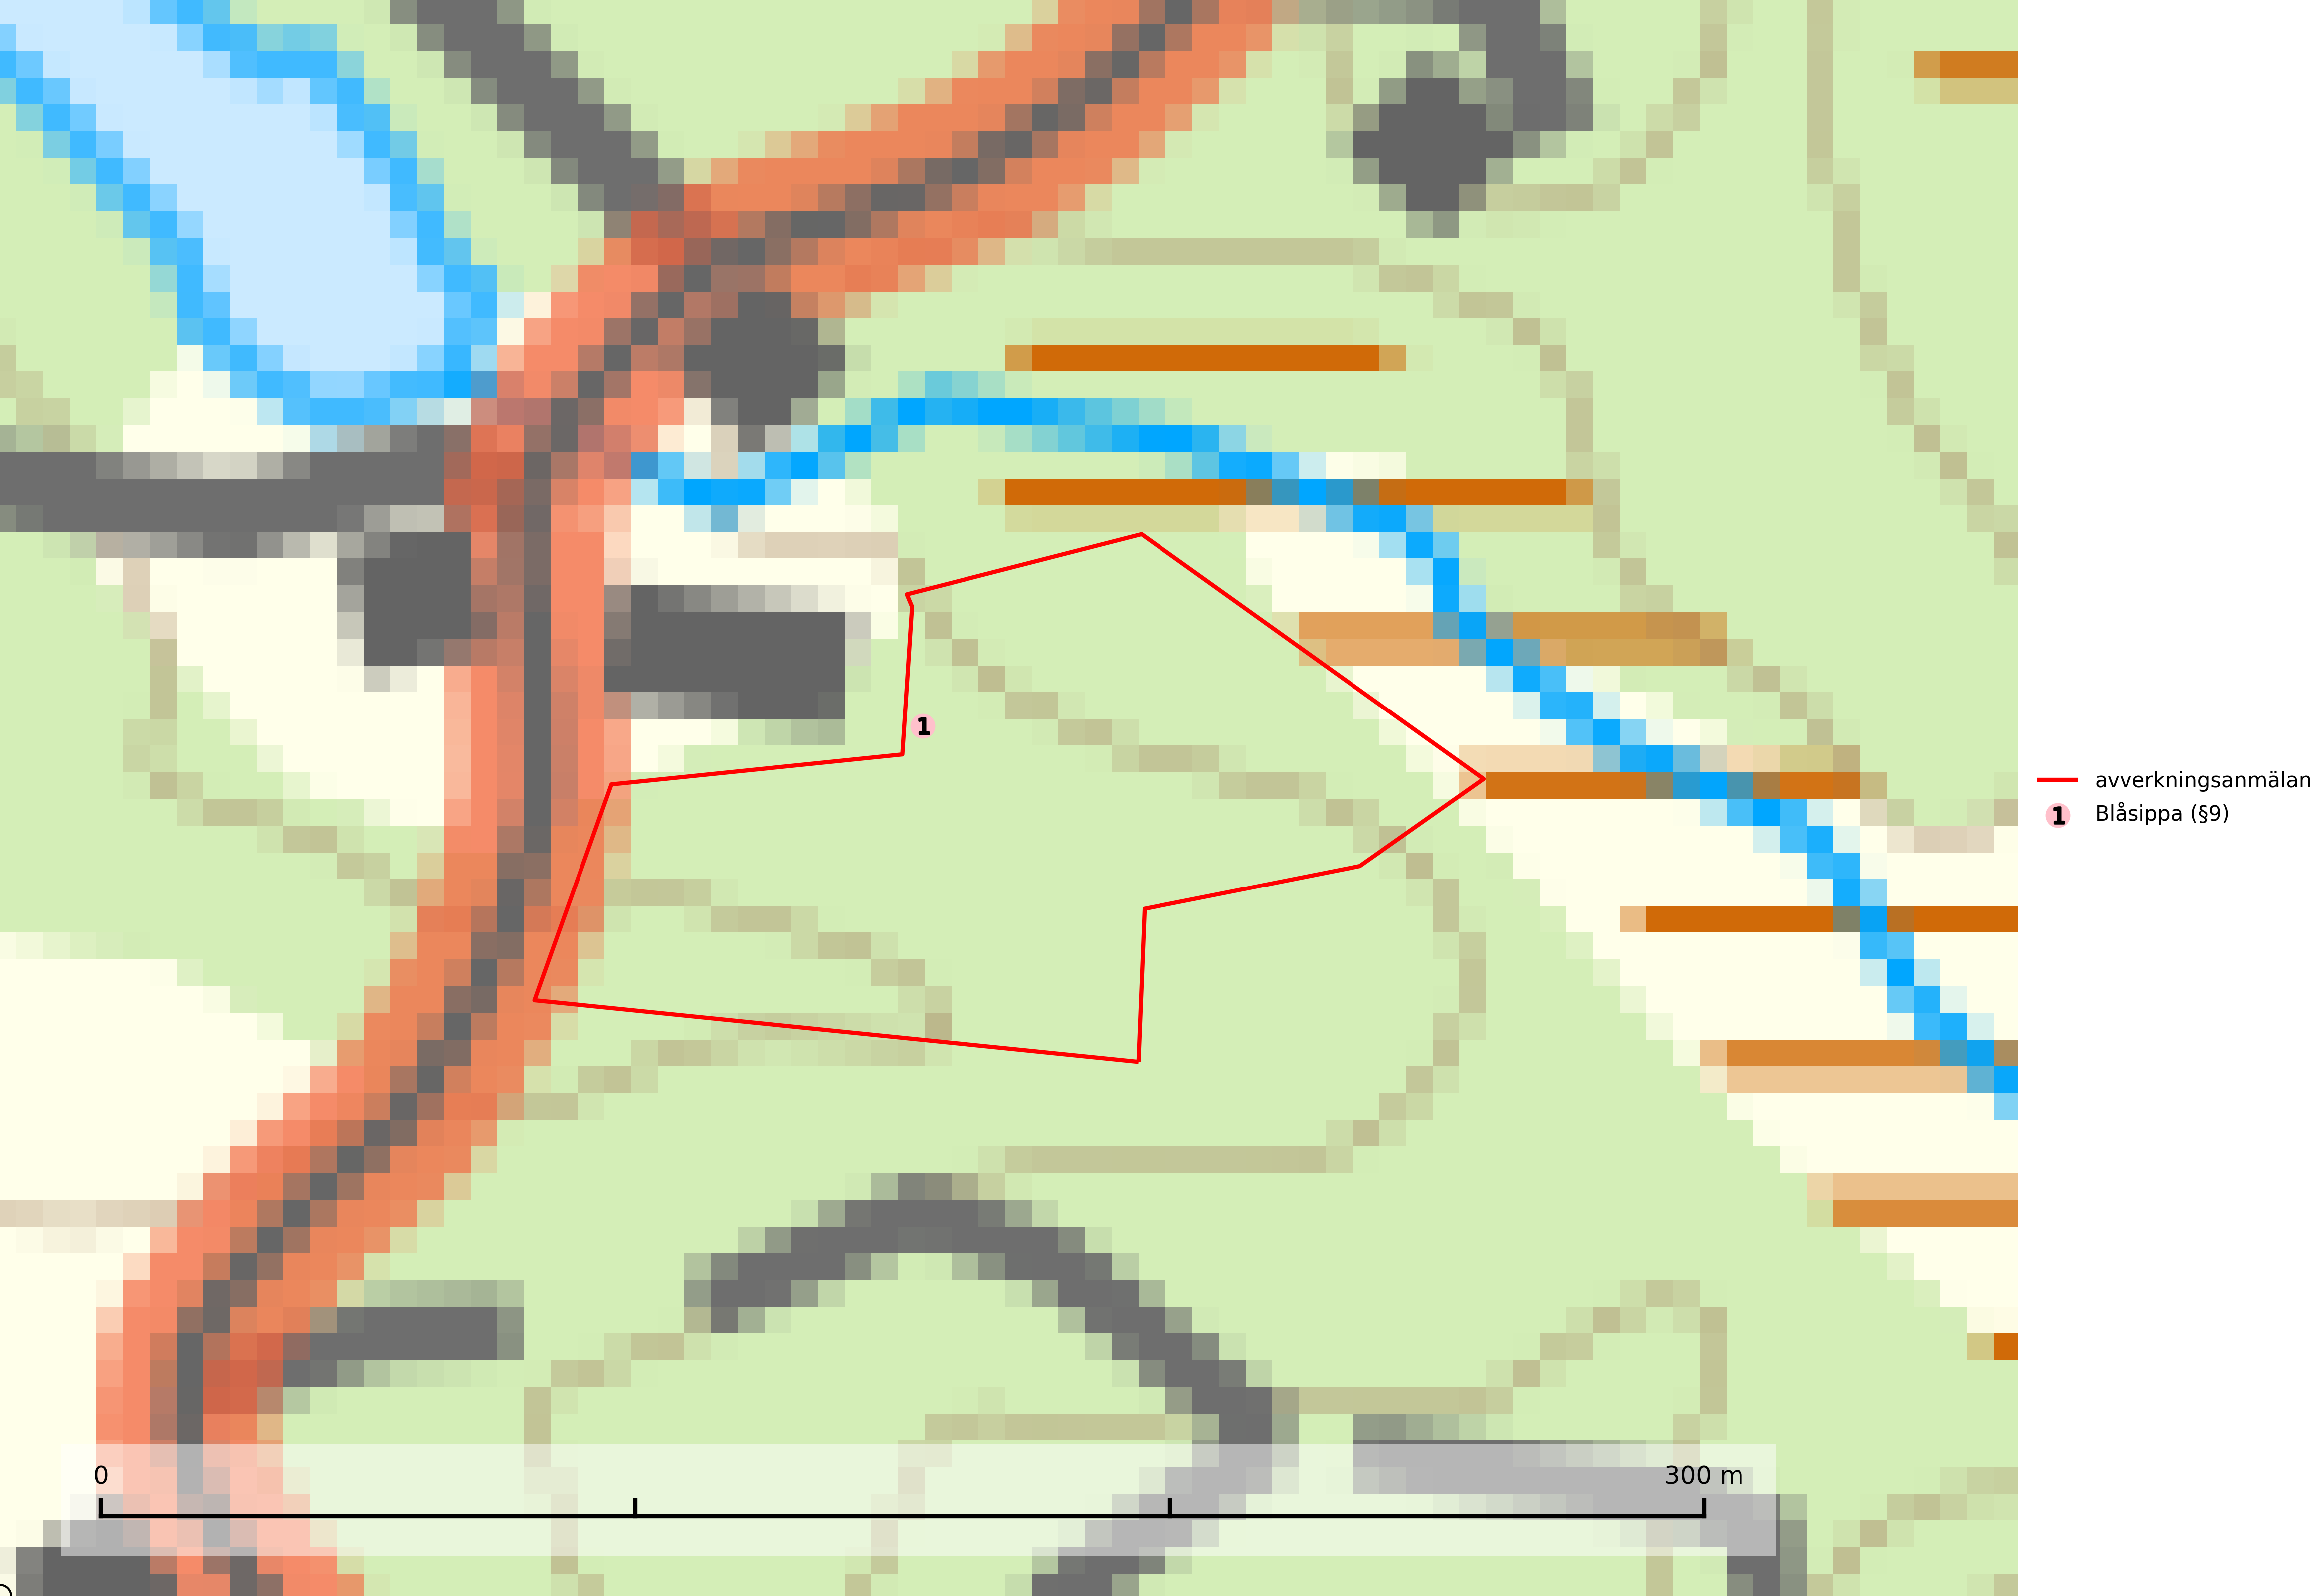 1
avverkningsanmälan
1 Blåsippa (§9)
0 300 m